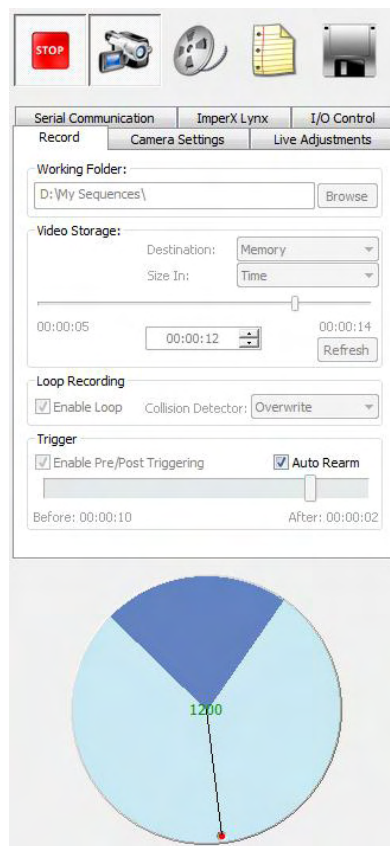 STOP
Serial Communication ImperX Lynx I/O Control
Record Camera Settings Live Adjustments
Working Folder:
D:\My Sequences\ Browse
Video Storage:
Destination: Memory
Size In: Time
00:00:05 00:00:12 00:00:14
Refresh
Loop Recording
Enable Loop Collision Detector: Overwrite
Trigger
Enable Pre/Post Triggering Auto Rearm
Before: 00:00:10 After: 00:00:02
1200